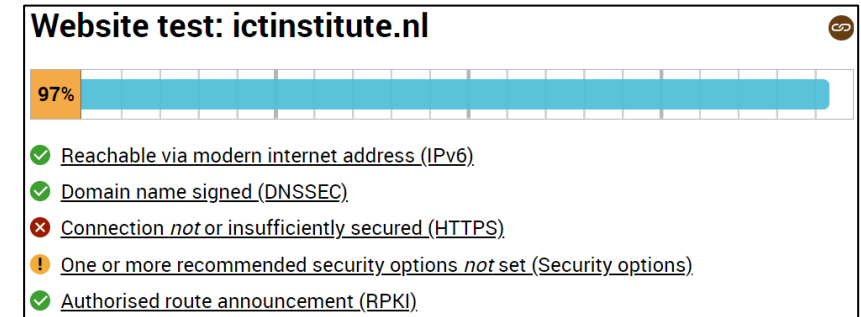 Website test: ictinstitute.nl
97%
Reachable via modern internet address (IPv6)
Domain name signed (DNSSEC)
Connection not or insufficiently secured (HTTPS)
One or more recommended security options not set (Security options)
Authorised route announcement (RPKI)